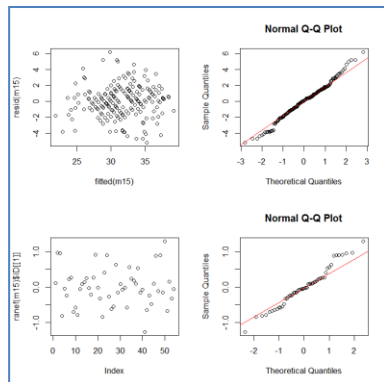 Normal Q-Q Plot
resid(m15)
6
4
2
0
-2
-4
25 30 35
fitted(m15)
Sample Quantiles
6
4
2
0
-2
-4
-3 -2 -1 0 1 2 3
Theoretical Quantiles
Normal Q-Q Plot
ranef(m15)$ID[[1]]
1.0
0.0
-1.0
0 10 20 30 40 50
Index
Sample Quantiles
1.0
0.0
-1.0
-2 -1 0 1 2
Theoretical Quantiles